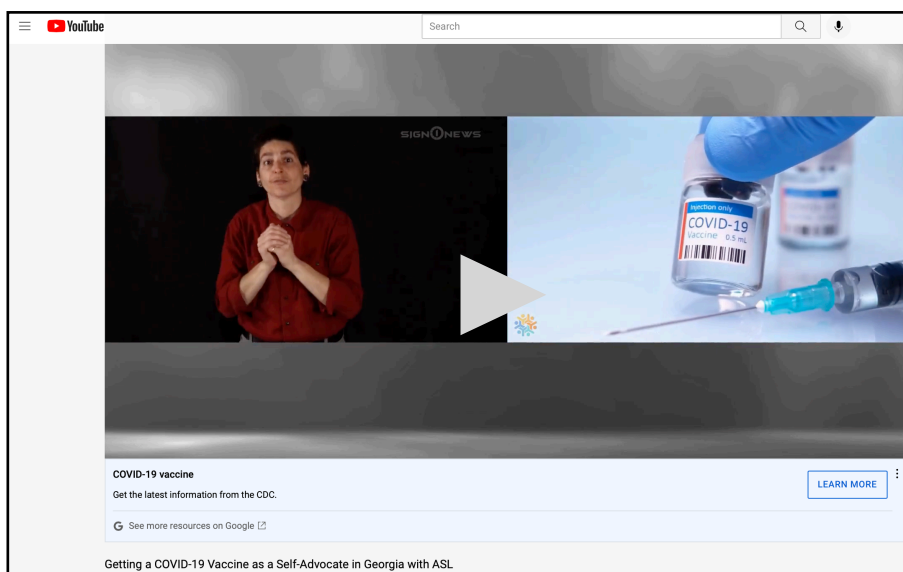 YouTube
Search
SIGN1NEWS
Injection only
COVID-19
Vaccine 0.5 mL
COVID-19 vaccine
Get the latest information from the CDC.
LEARN MORE
G See more resources on Google
Getting a COVID-19 Vaccine as a Self-Advocate in Georgia with ASL